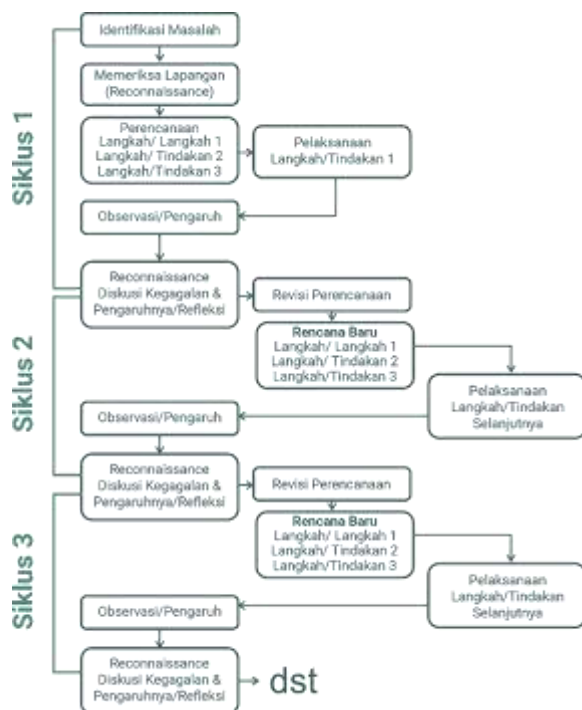 Siklus 1
Identifikasi Masalah
Memeriksa Lapangan
(Reconnaissance)
Perencanaan
Langkah/ Langkah 1
Langkah/ Tindakan 2
Langkah/Tindakan 3
Pelaksanaan
Langkah/Tindakan 1
Observasi/Pengaruh
Reconnaissance
Diskusi Kegagalan &
Pengaruhnya/Refleksi
Siklus 2
Revisi Perencanaan
Rencana Baru
Langkah/ Langkah 1
Langkah/ Tindakan 2
Langkah/Tindakan 3
Pelaksanaan
Langkah/Tindakan
Selanjutnya
Observasi/Pengaruh
Reconnaissance
Diskusi Kegagalan &
Pengaruhnya/Refleksi
Siklus 3
Revisi Perencanaan
Rencana Baru
Langkah/ Langkah 1
Langkah/ Tindakan 2
Langkah/Tindakan 3
Pelaksanaan
Langkah/Tindakan
Selanjutnya
Observasi/Pengaruh
Reconnaissance
Diskusi Kegagalan &
Pengaruhnya/Refleksi
dst